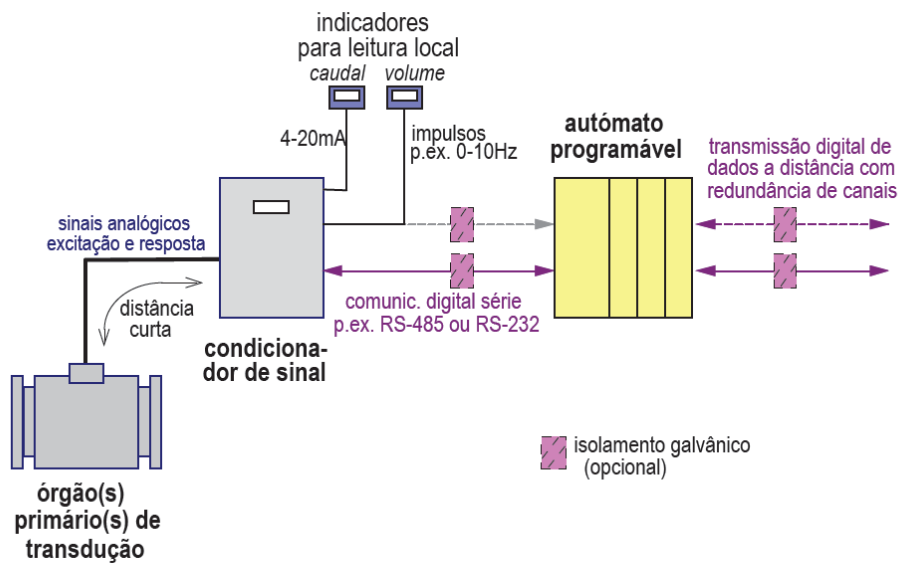 indicadores
para leitura local
caudal volume
4-20mA
impulsos
p.ex. 0-10Hz
autómato
programável
transmissão digital de
dados a distância com
redundância de canais
sinais analógicos
excitação e resposta
distância
curta
comunic. digital série
p.ex. RS-485 ou RS-232
condiciona-
dor de sinal
isolamento galvânico
(opcional)
órgão(s)
primário(s) de
transdução